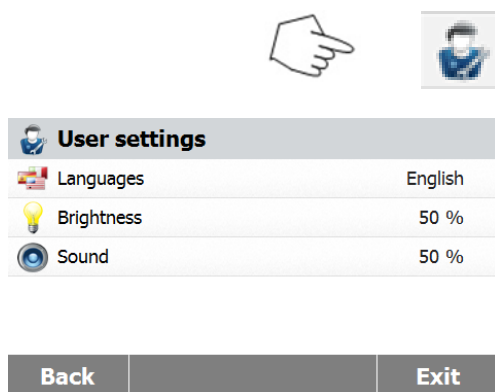 User settings
Languages English
Brightness 50 %
Sound 50 %
Back Exit